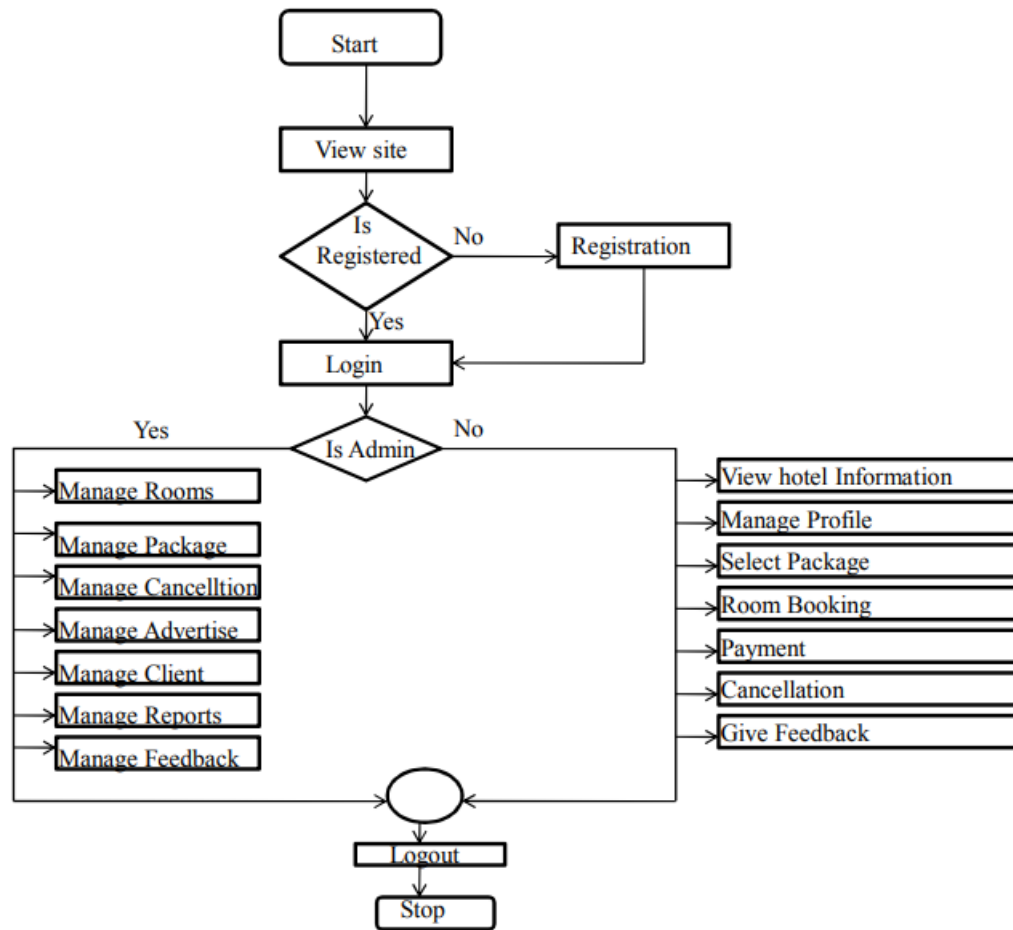 Start
View site
Is
Registered
No
Registration
Yes
Login
Yes
Is Admin
No
Manage Rooms
Manage Package
Manage Cancelltion
Manage Advertise
Manage Client
Manage Reports
Manage Feedback
View hotel Information
Manage Profile
Select Package
Room Booking
Payment
Cancellation
Give Feedback
Logout
Stop